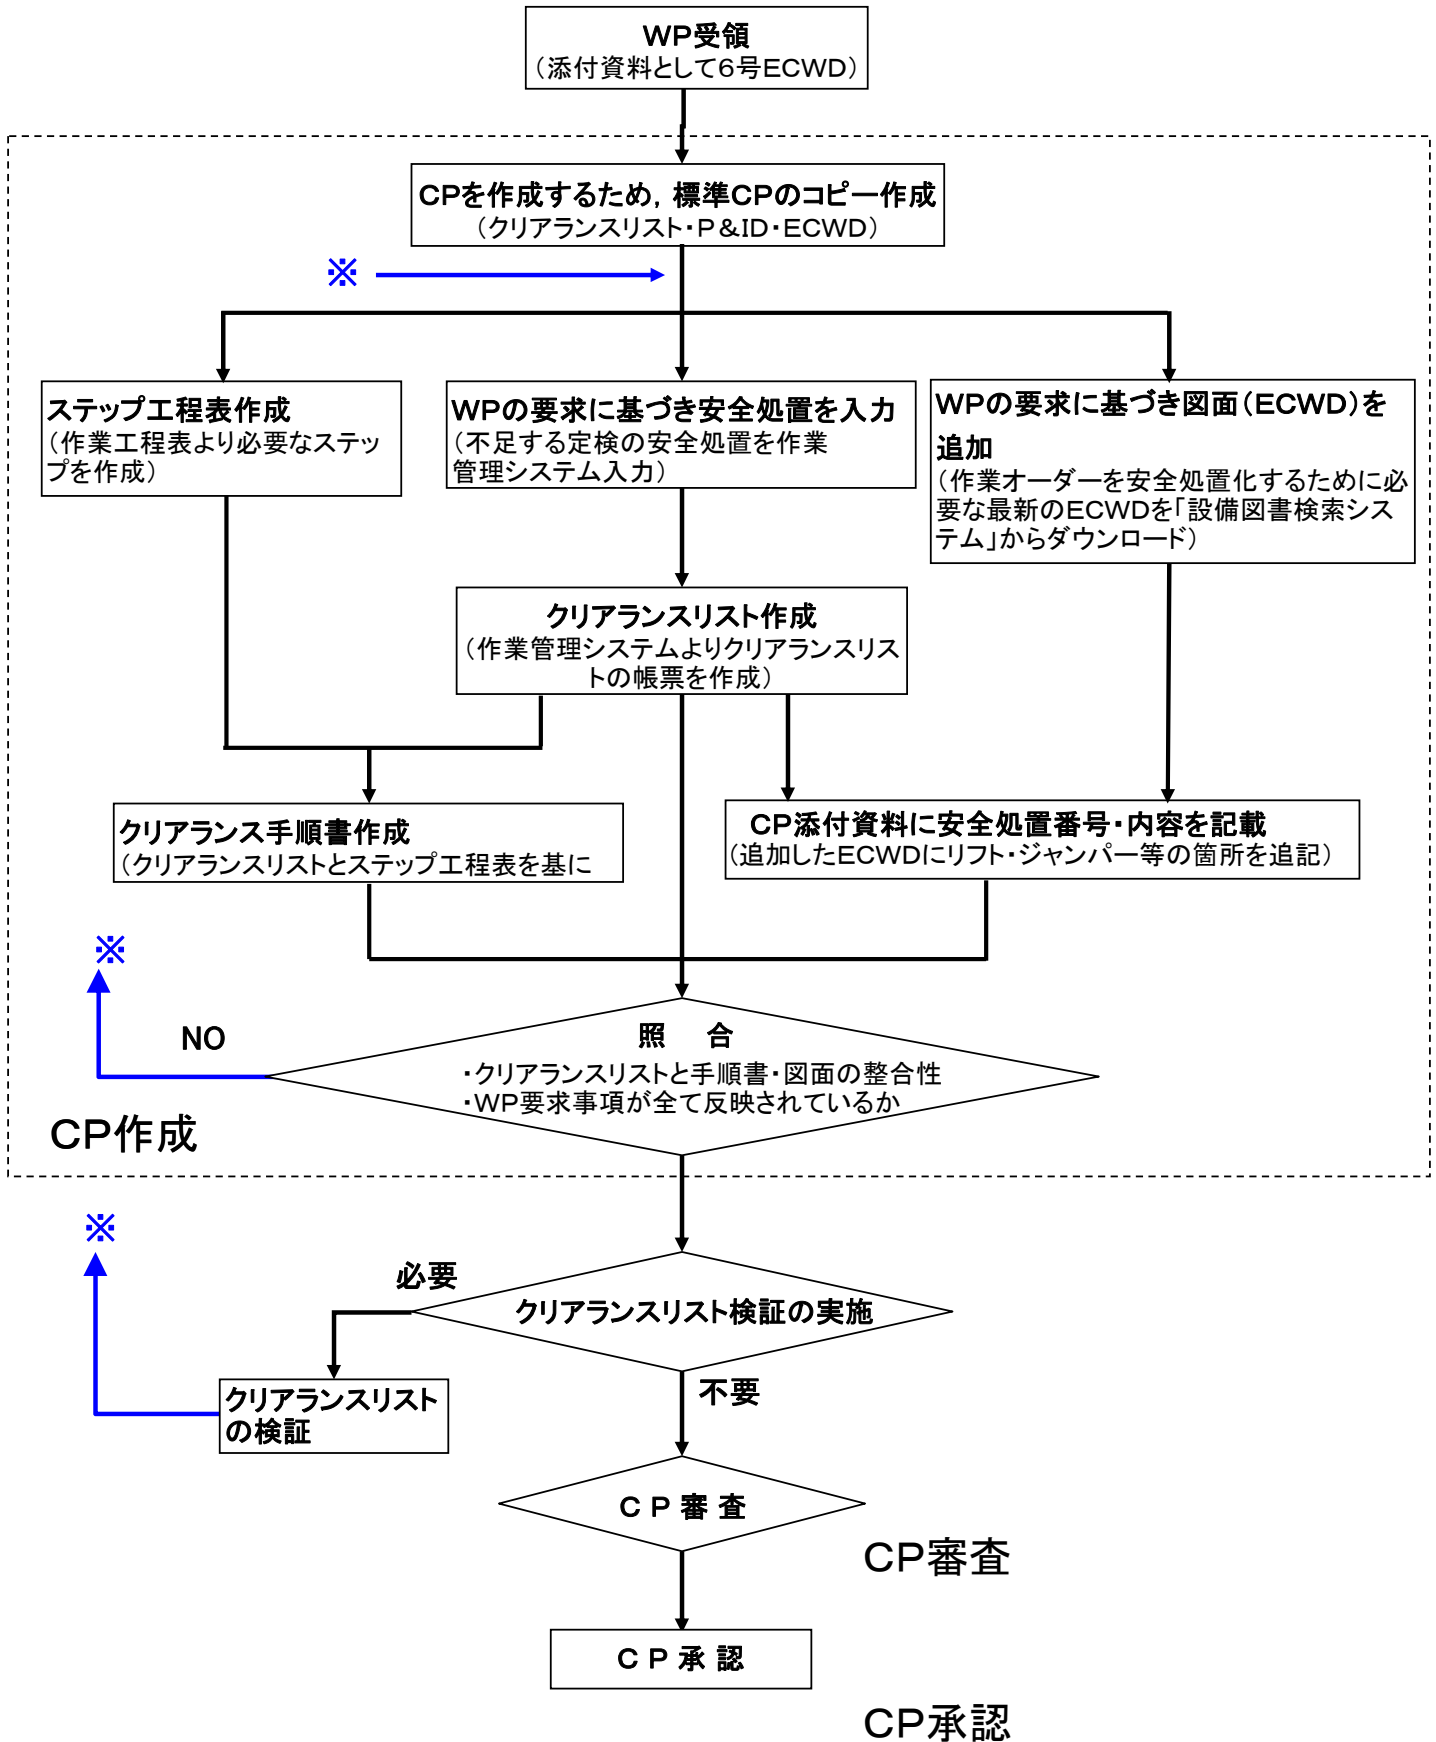 WP受領
(添付資料として6号ECWD)
CPを作成するため,標準CPのコピー作成
(クリアランスリスト・P&ID・ECWD)
※
ステップ工程表作成
(作業工程表より必要なステッ
プを作成)
WPの要求に基づき安全処置を入力
(不足する定検の安全処置を作業
管理システム入力)
WPの要求に基づき図面(ECWD)を
追加
(作業オーダーを安全処置化するために必
要な最新のECWDを「設備図書検索シス
テム」からダウンロード)
クリアランスリスト作成
(作業管理システムよりクリアランスリス
トの帳票を作成)
クリアランス手順書作成
(クリアランスリストとステップ工程表を基に
CP添付資料に安全処置番号・内容を記載
(追加したECWDにリフト・ジャンパー等の箇所を追記)
※
NO
照 合
・クリアランスリストと手順書・図面の整合性
・WP要求事項が全て反映されているか
CP作成
※
必要
クリアランスリスト検証の実施
クリアランスリスト
の検証
不要
CP審査
CP審査
CP承認
CP承認